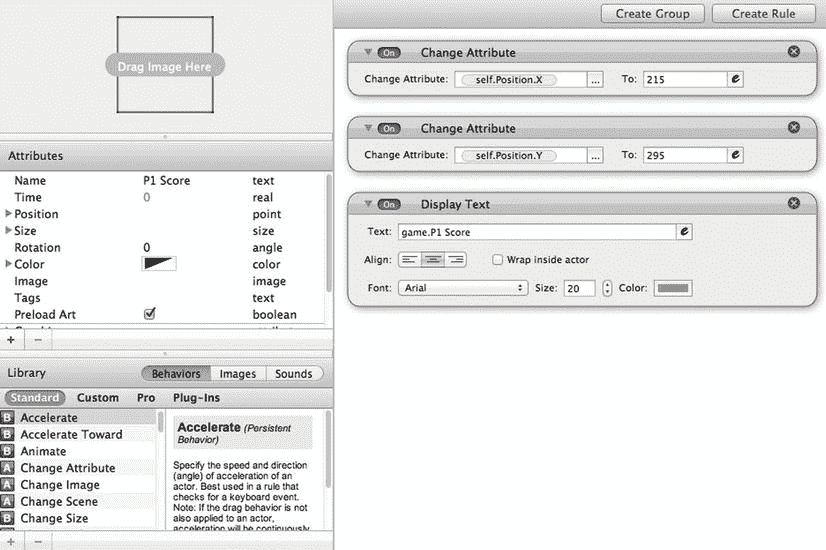 Drag Image Here
Attributes
Name P1 Score text
Time 0 real
Position point
Size size
Rotation 0 angle
Color color
Image image
Tags text
Preload Art boolean
+ −
Library Behaviors Images Sounds
Standard Custom Pro Plug-Ins
B Accelerate
B Accelerate Toward
B Animate
A Change Attribute
A Change Image
A Change Scene
B Change Size
Accelerate (Persistent
Behavior)
Specify the speed and direction
(angle) of acceleration of an
actor. Best used in a rule that
checks for a keyboard event.
Note: If the drag behavior is not
also applied to an actor,
acceleration will be continuously
+ −
Create Group Create Rule
On Change Attribute
Change Attribute: self.Position.X ... To: 215 e
On Change Attribute
Change Attribute: self.Position.Y ... To: 295 e
On Display Text
Text: game.P1 Score e
Align: Wrap inside actor
Font: Arial Size: 20 Color: